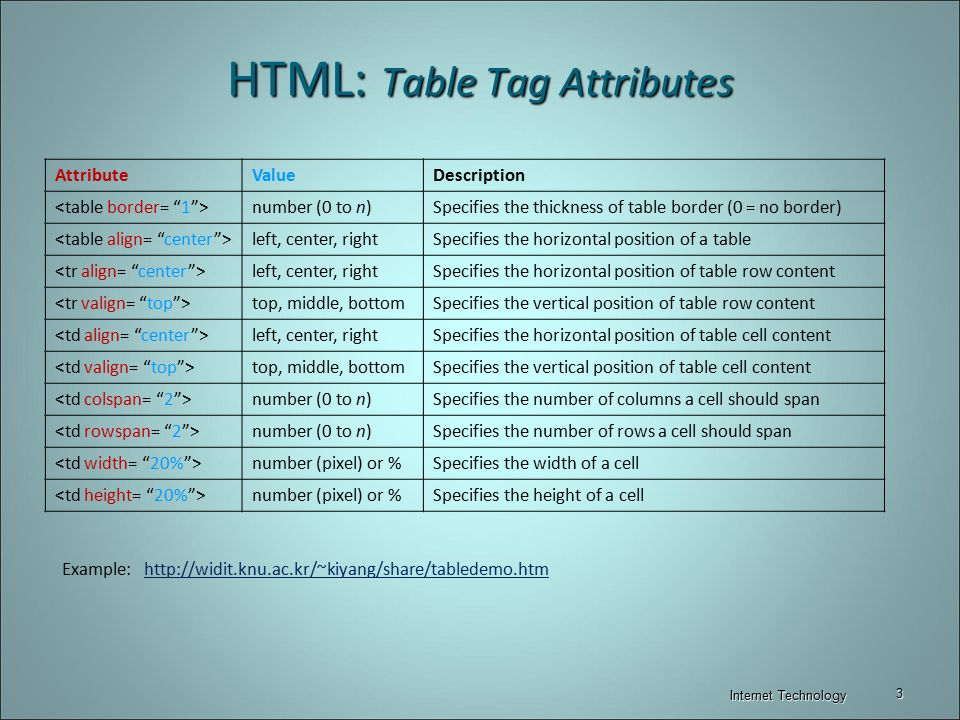 HTML: Table Tag Attributes
Attribute Value Description
<table border= “1”> number (0 to n) Specifies the thickness of table border (0 = no border)
<table align= “center”> left, center, right Specifies the horizontal position of a table
<tr align= “center”> left, center, right Specifies the horizontal position of table row content
<tr valign= “top”> top, middle, bottom Specifies the vertical position of table row content
<td align= “center”> left, center, right Specifies the horizontal position of table cell content
<td valign= “top”> top, middle, bottom Specifies the vertical position of table cell content
<td colspan= “2”> number (0 to n) Specifies the number of columns a cell should span
<td rowspan= “2”> number (0 to n) Specifies the number of rows a cell should span
<td width= “20%”> number (pixel) or % Specifies the width of a cell
<td height= “20%”> number (pixel) or % Specifies the height of a cell
Example: http://widit.knu.ac.kr/~kiyang/share/tabledemo.htm
Internet Technology 3